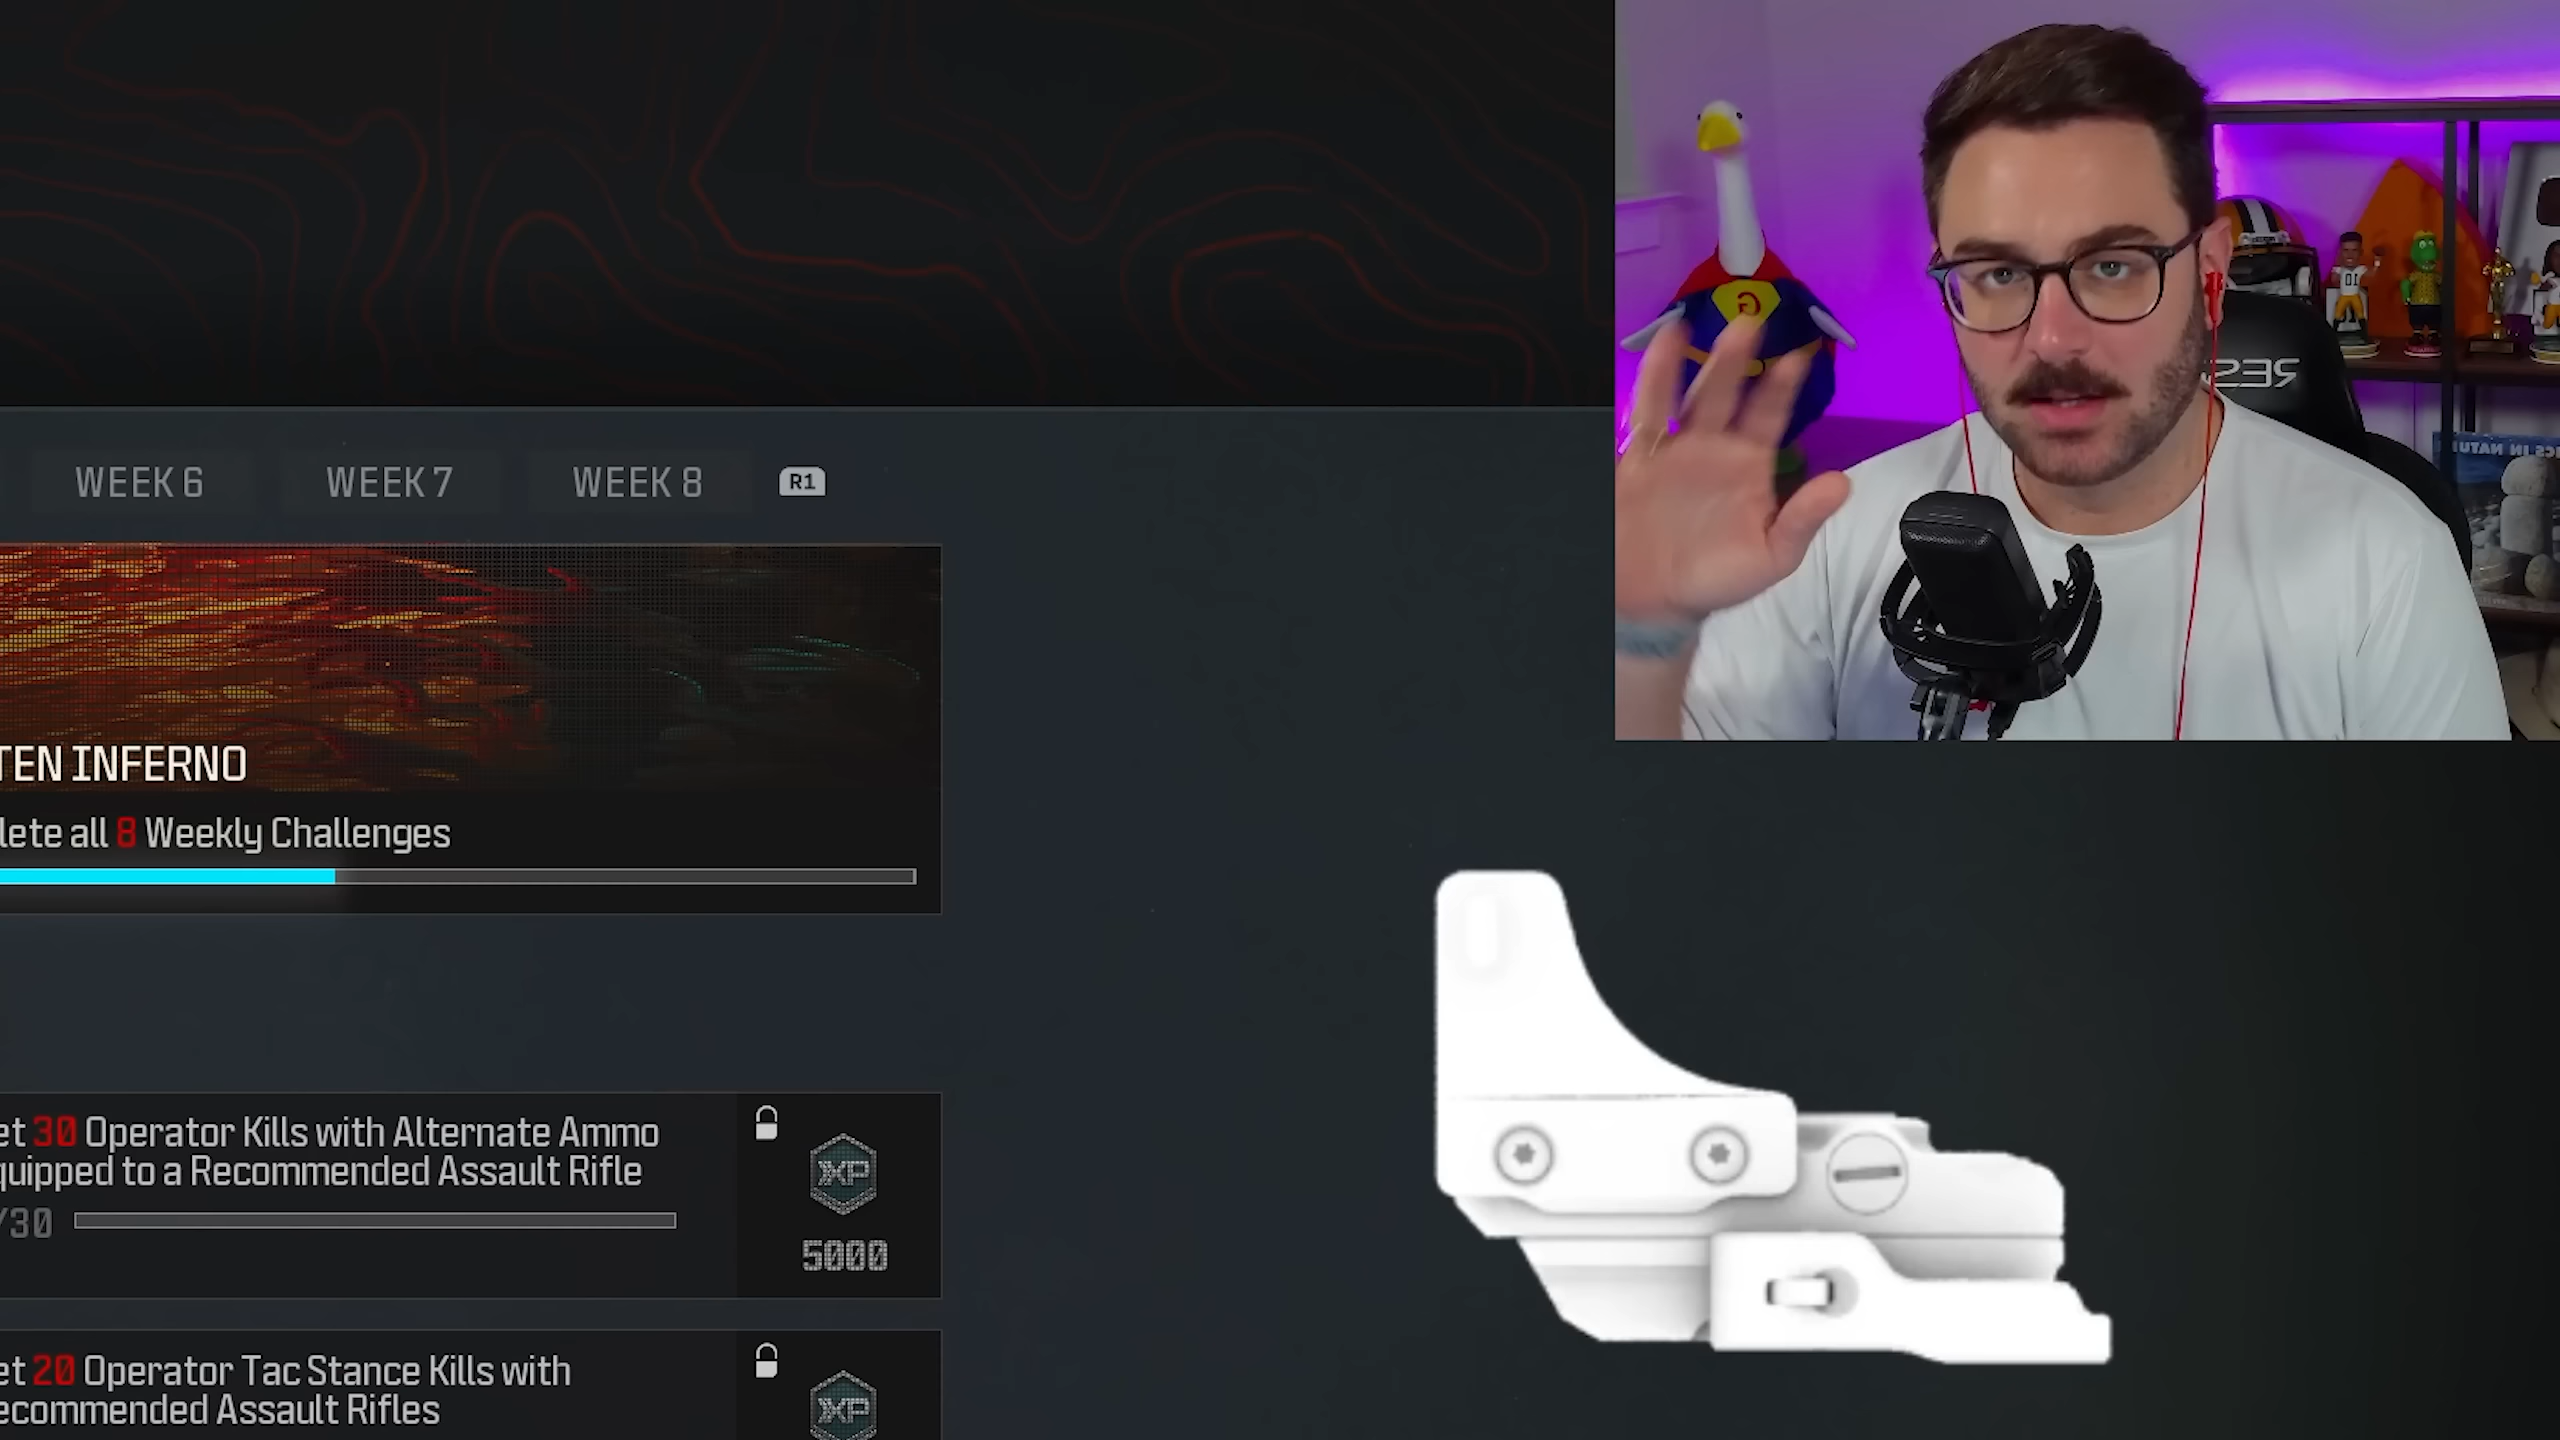 WEEK 6
WEEK 7
WEEK 8
R1
TEN INFERNO
lete all 8 Weekly Challenges
et 30 Operator Kills with Alternate Ammo
quipped to a Recommended Assault Rifle
/30
XP
5000
et 20 Operator Tac Stance Kills with
ecommended Assault Rifles
XP
G